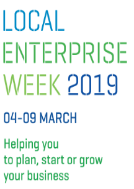 LOCAL
ENTERPRISE
WEEK 2019
04-09 MARCH
Helping you
to plan, start or grow
your business